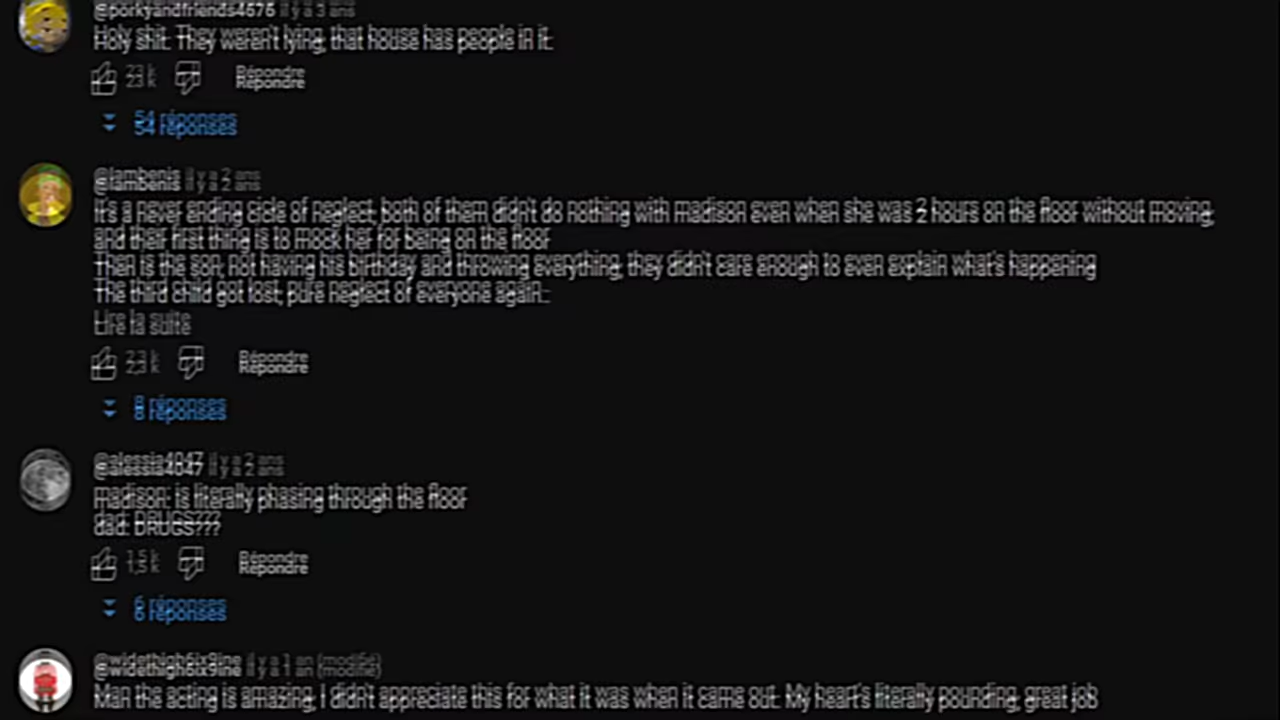 @porkyandfriends4676 il y a 3 ans
Holy shit. They weren't lying, that house has people in it.
23 k Répondre
54 réponses
@iambenis il y a 2 ans
It's a never ending cicle of neglect, both of them didn't do nothing with madison even when she was 2 hours on the floor without moving,
and their first thing is to mock her for being on the floor
Then is the son, not having his birthday and throwing everything, they didn't care enough to even explain what's happening
The third child got lost, pure neglect of everyone again..
Lire la suite
2,3 k Répondre
8 réponses
@alessia4047 il y a 2 ans
madison: is literally phasing through the floor
dad: DRUGS???
1,5 k Répondre
6 réponses
@widethigh6ix9ine il y a 1 an (modifié)
Man the acting is amazing, I didn't appreciate this for what it was when it came out. My heart's literally pounding, great job